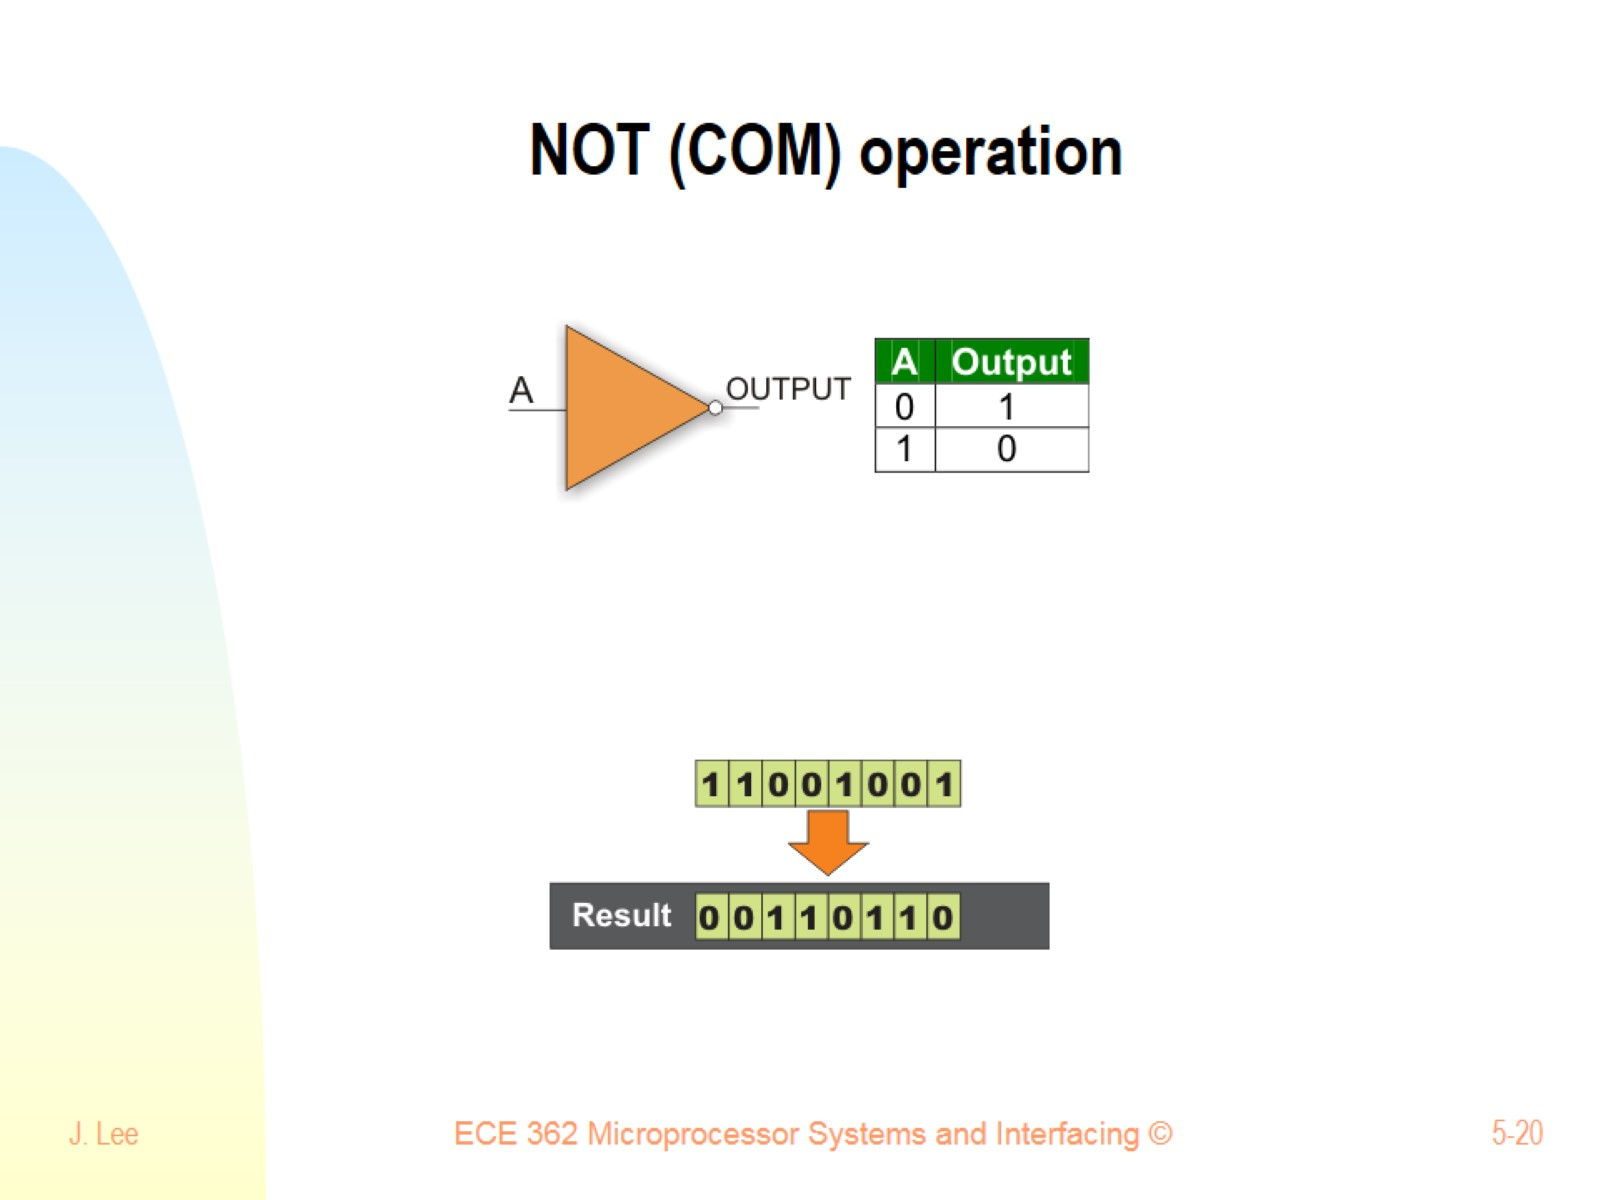 NOT (COM) operation
A
OUTPUT
A Output
0 1
1 0
1 1 0 0 1 0 0 1
Result 0 0 1 1 0 1 1 0
J. Lee ECE 362 Microprocessor Systems and Interfacing © 5-20